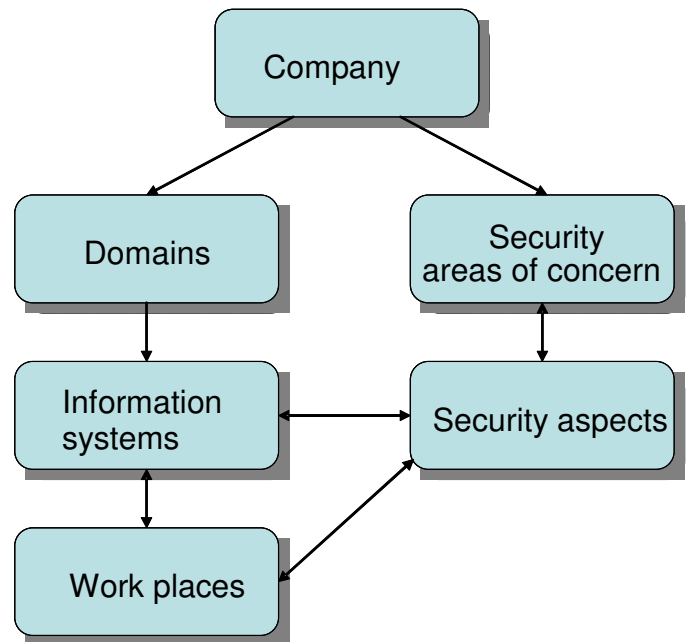 Company
Domains
Security
areas of concern
Information
systems
Security aspects
Work places